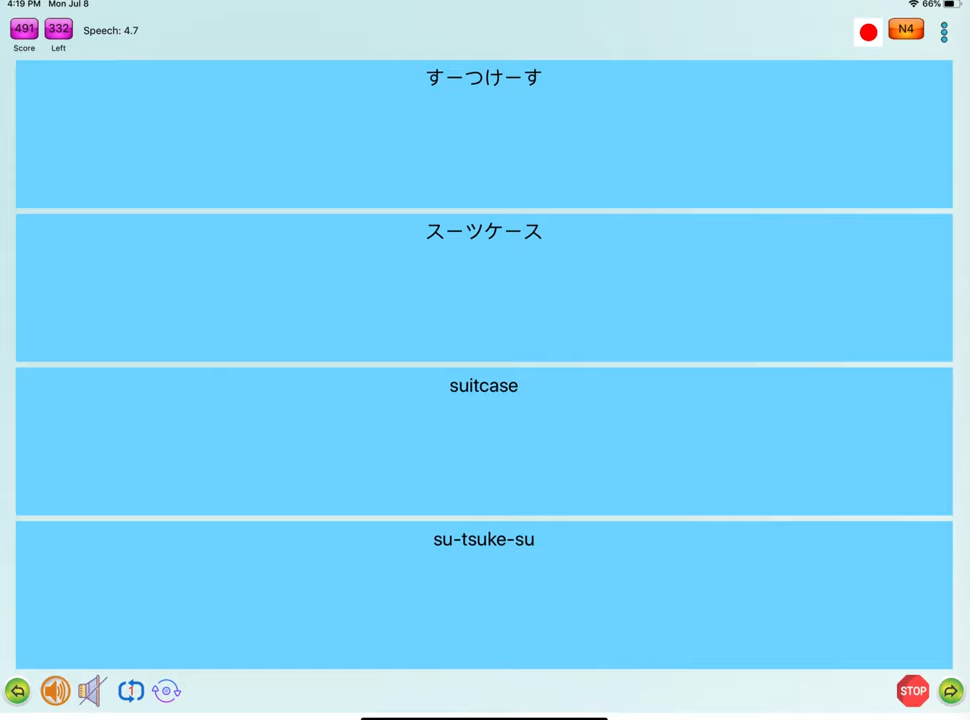 4:19 PM Mon Jul 8
66%
491
332
Speech: 4.7
N4
Score
Left
すーつけーす
スーツケース
suitcase
su-tsuke-su
1
STOP